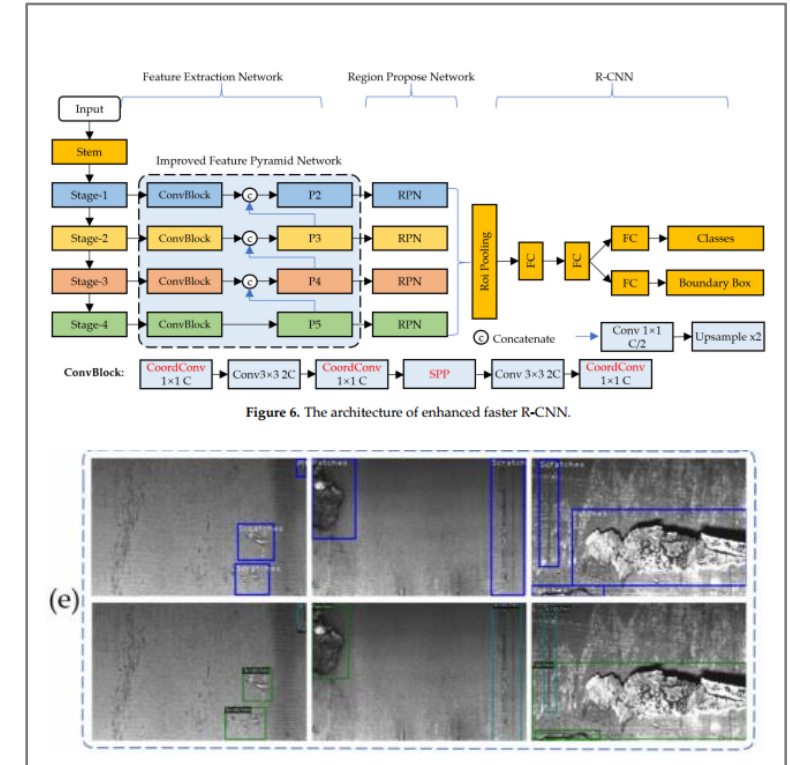 Feature Extraction Network Region Propose Network R-CNN
Input
Stem
Improved Feature Pyramid Network
Stage-1 ConvBlock c P2 RPN
Stage-2 ConvBlock c P3 RPN
Stage-3 ConvBlock c P4 RPN
Stage-4 ConvBlock P5 RPN
Roi Pooling
FC
FC
FC Classes
FC Boundary Box
c Concatenate
Conv 1×1
C/2
Upsample x2
ConvBlock:
CoordConv
1×1 C
Conv3×3 2C
CoordConv
1×1 C
SPP
Conv 3×3 2C
CoordConv
1×1 C
Figure 6. The architecture of enhanced faster R-CNN.
(e)
Scratches
Patches